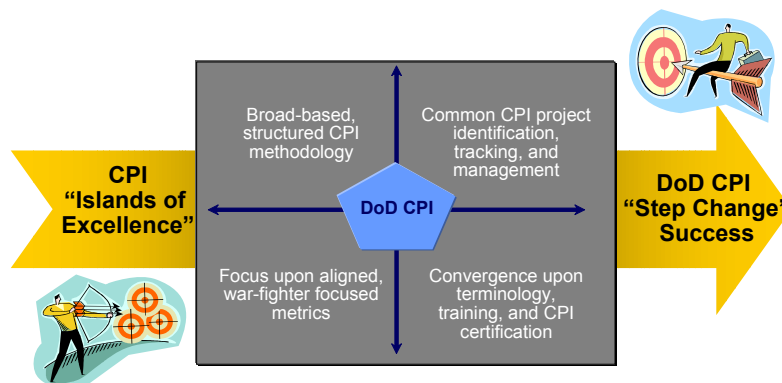 CPI
“Islands of
Excellence”
Broad-based,
structured CPI
methodology
Common CPI project
identification,
tracking, and
management
DoD CPI
Focus upon aligned,
war-fighter focused
metrics
Convergence upon
terminology,
training, and CPI
certification
DoD CPI
“Step Change”
Success